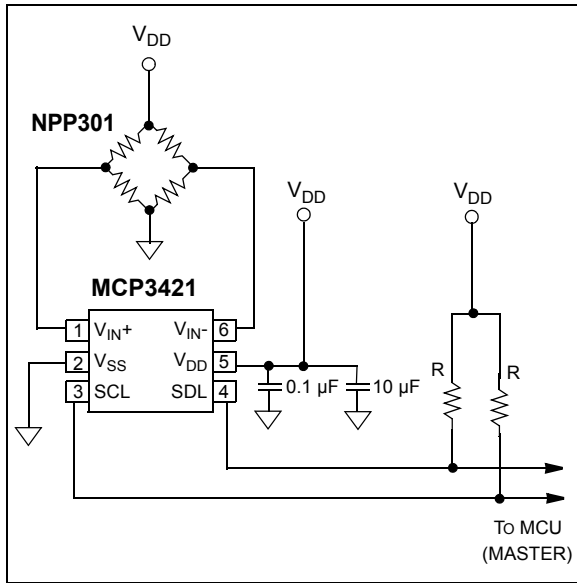 VDD
NPP301
VDD
VDD
MCP3421
1 VIN+ VIN- 6
2 VSS VDD 5
3 SCL SDL 4
0.1 µF 10 µF
R R
TO MCU
(MASTER)